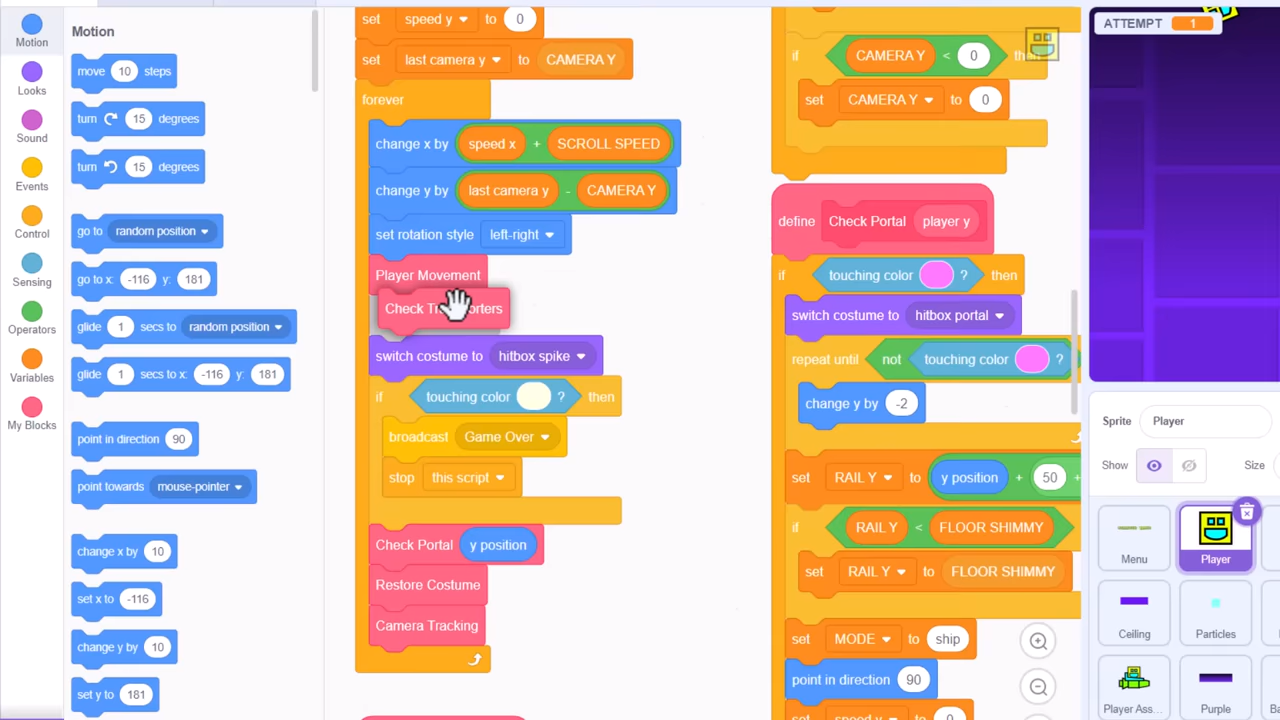 Motion
Looks
Sound
Events
Control
Sensing
Operators
Variables
My Blocks
Motion
move 10 steps
turn 15 degrees
turn 15 degrees
go to random position
go to x: -116 y: 181
glide 1 secs to random position
glide 1 secs to x: -116 y: 181
point in direction 90
point towards mouse-pointer
change x by 10
set x to -116
change y by 10
set y to 181
set speed y to 0
set last camera y to CAMERA Y
forever
change x by speed x + SCROLL SPEED
change y by last camera y - CAMERA Y
set rotation style left-right
Player Movement
switch costume to hitbox spike
if touching color ? then
broadcast Game Over
stop this script
Check Portal y position
Restore Costume
Camera Tracking
if CAMERA Y < 0
set CAMERA Y to 0
define Check Portal player y
if touching color ? then
switch costume to hitbox portal
repeat until not touching color ?
change y by -2
set RAIL Y to y position + 50 +
if RAIL Y < FLOOR SHIMMY
set RAIL Y to FLOOR SHIMMY
set MODE to ship
point in direction 90
ATTEMPT 1
Sprite Player
Show Size
Menu
Player
Ceiling
Particles
Player Ass...
Purple